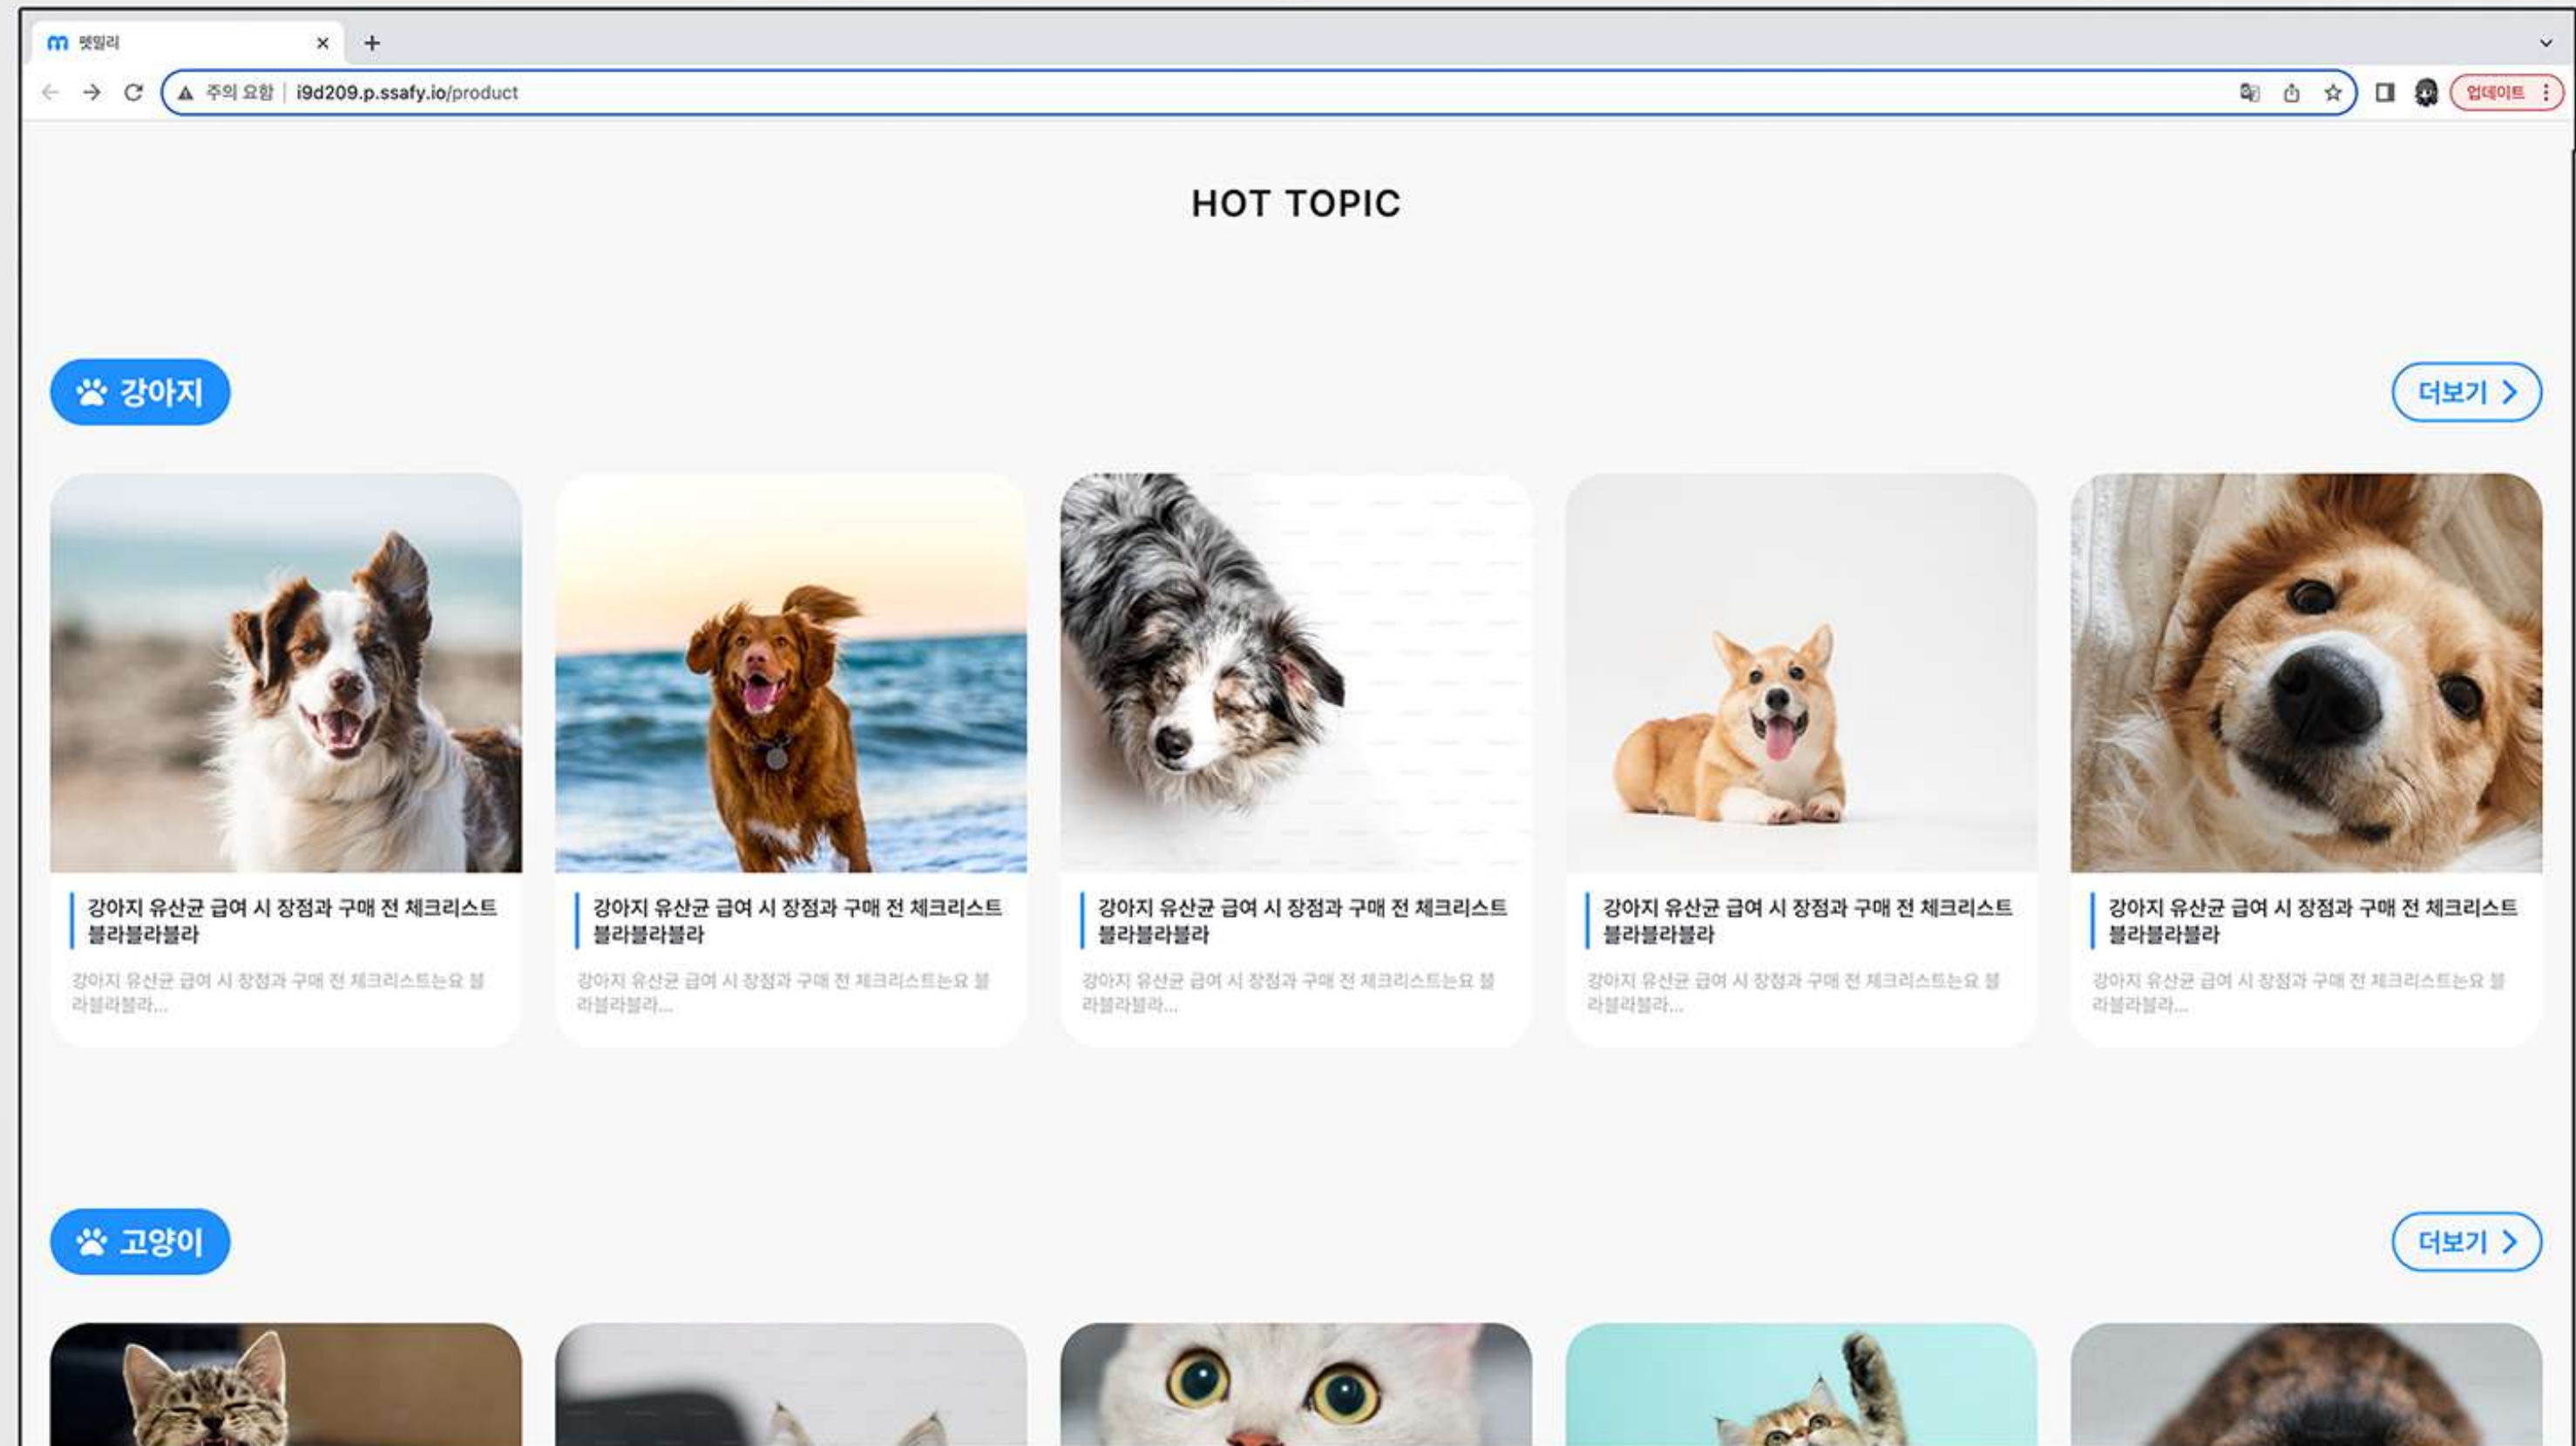 펫밀리
주의 요함 | i9d209.p.ssafy.io/product
업데이트
HOT TOPIC
강아지
더보기
강아지 유산균 급여 시 장점과 구매 전 체크리스트
블라블라블라
강아지 유산균 급여 시 장점과 구매 전 체크리스트는요 블
라블라블라...
강아지 유산균 급여 시 장점과 구매 전 체크리스트
블라블라블라
강아지 유산균 급여 시 장점과 구매 전 체크리스트는요 블
라블라블라...
강아지 유산균 급여 시 장점과 구매 전 체크리스트
블라블라블라
강아지 유산균 급여 시 장점과 구매 전 체크리스트는요 블
라블라블라...
강아지 유산균 급여 시 장점과 구매 전 체크리스트
블라블라블라
강아지 유산균 급여 시 장점과 구매 전 체크리스트는요 블
라블라블라...
강아지 유산균 급여 시 장점과 구매 전 체크리스트
블라블라블라
강아지 유산균 급여 시 장점과 구매 전 체크리스트는요 블
라블라블라...
고양이
더보기